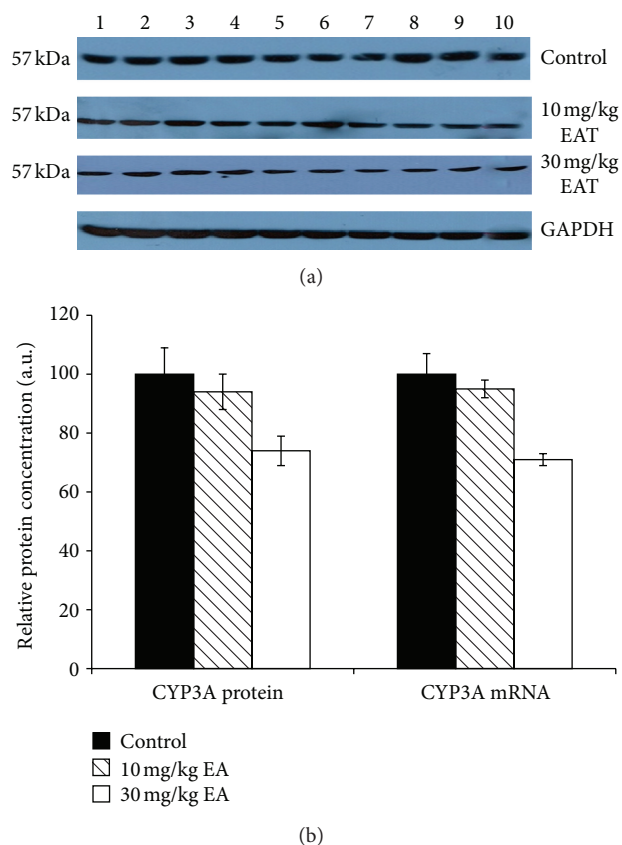 1 2 3 4 5 6 7 8 9 10
57 kDa Control
57 kDa 10 mg/kg
EAT
57 kDa 30 mg/kg
EAT
GAPDH
(a)
120
100
80
60
40
20
0
Relative protein concentration (a.u.)
CYP3A protein CYP3A mRNA
Control
10 mg/kg EA
30 mg/kg EA
(b)